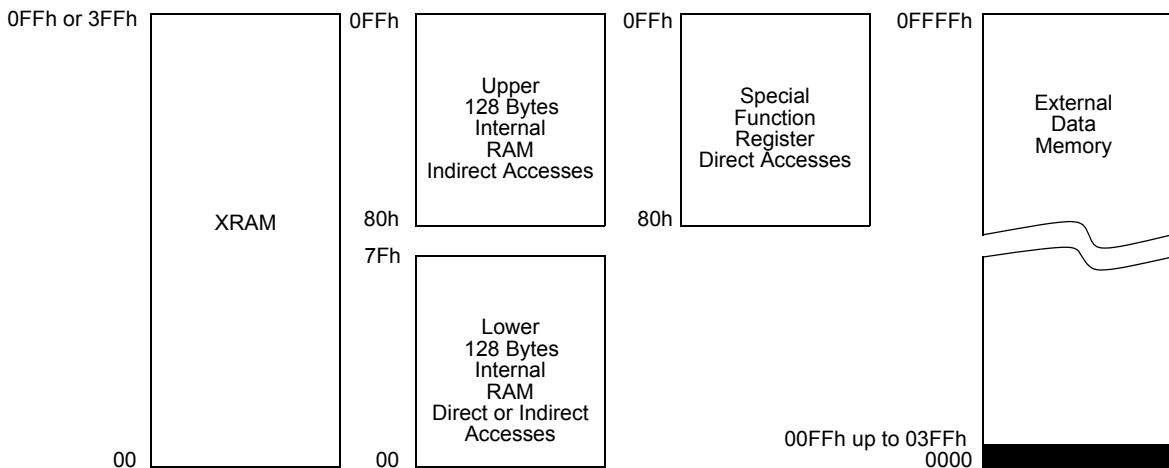 0FFh or 3FFh
XRAM
00
0FFh
Upper
128 Bytes
Internal
RAM
Indirect Accesses
80h
7Fh
Lower
128 Bytes
Internal
RAM
Direct or Indirect
Accesses
00
0FFh
Special
Function
Register
Direct Accesses
80h
0FFFFh
External
Data
Memory
00FFh up to 03FFh
0000